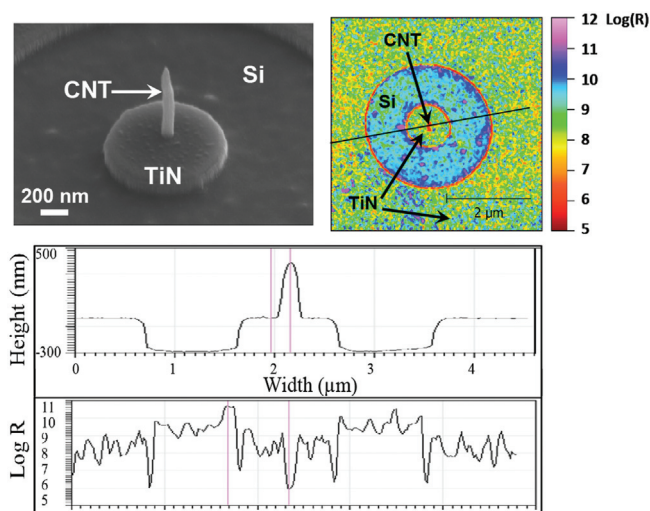 CNT
Si
TiN
200 nm
CNT
Si
TiN
2 µm
12 Log(R)
11
10
9
8
7
6
5
500
Height (nm)
-300
0
1
2
3
4
Width (µm)
11
10
9
8
7
6
5
Log R